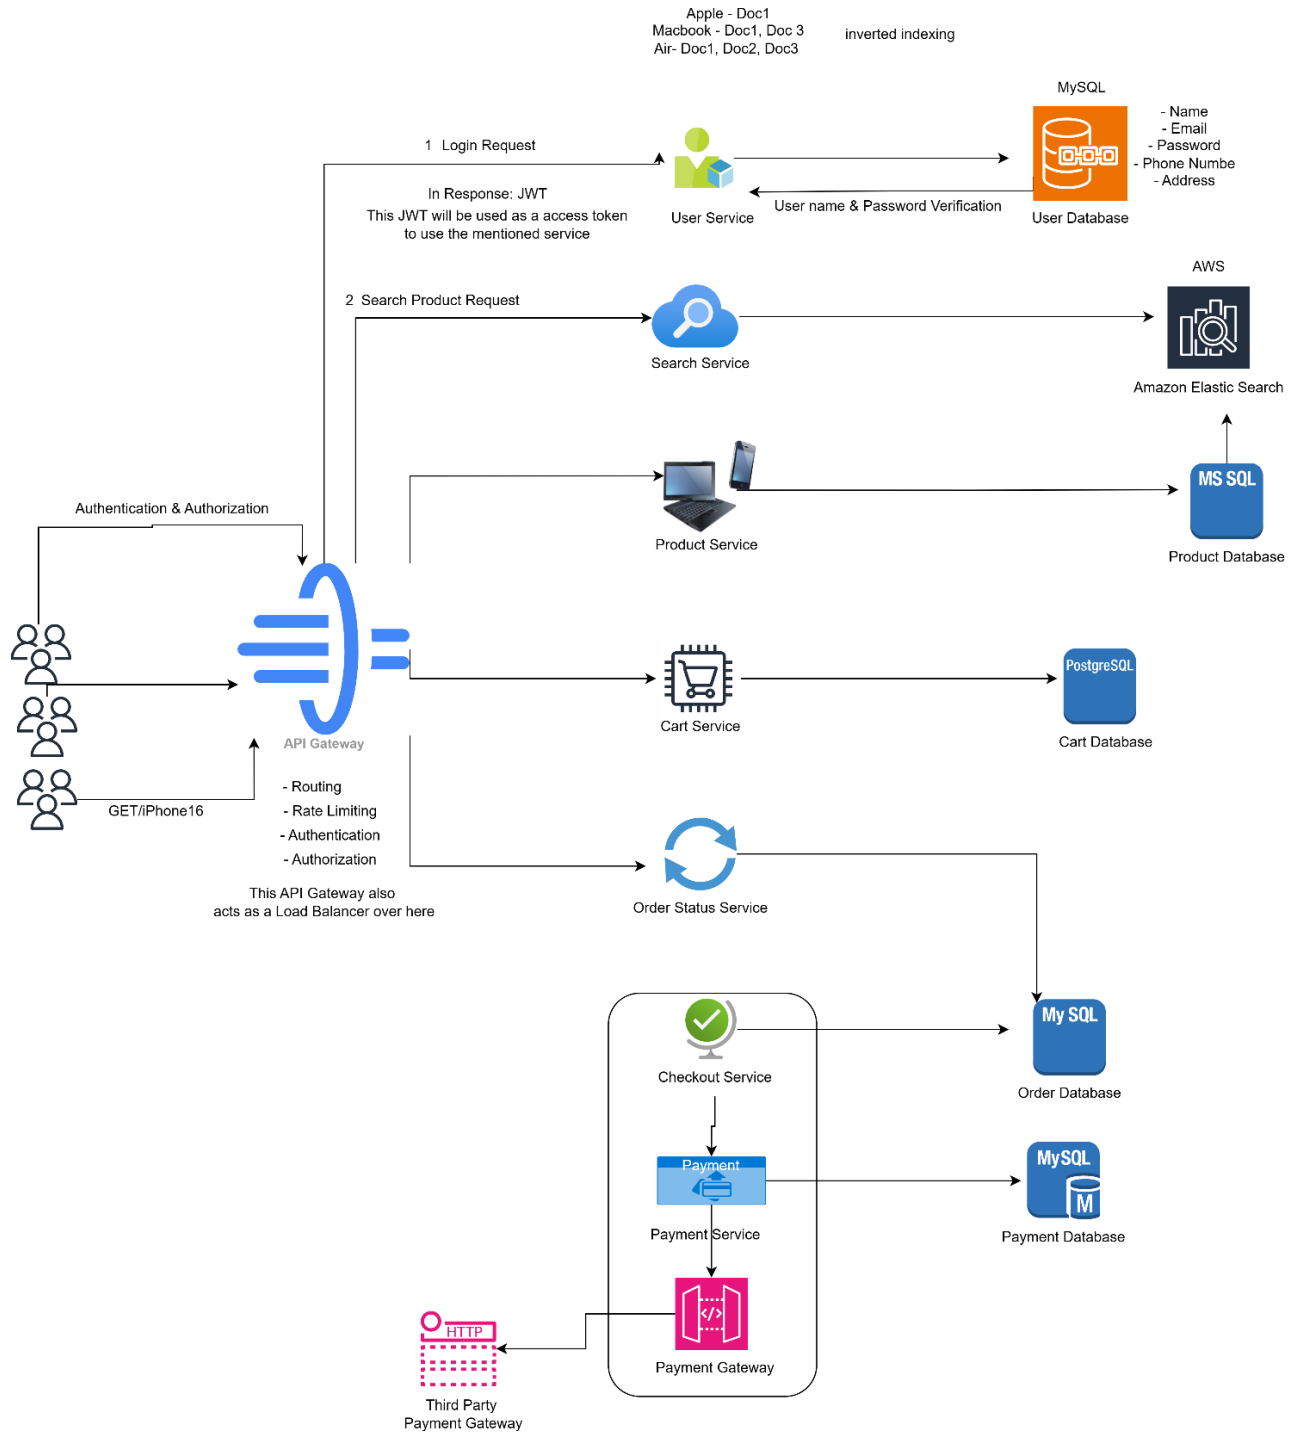 Apple - Doc1
Macbook - Doc1, Doc 3
Air- Doc1, Doc2, Doc3
inverted indexing
MySQL
- Name
- Email
- Password
- Phone Numbe
- Address
1 Login Request
In Response: JWT
This JWT will be used as a access token
to use the mentioned service
User Service
User name & Password Verification
User Database
AWS
2 Search Product Request
Search Service
Amazon Elastic Search
MS SQL
Product Service
Product Database
Authentication & Authorization
PostgreSQL
Cart Service
Cart Database
API Gateway
GET/iPhone16
- Routing
- Rate Limiting
- Authentication
- Authorization
This API Gateway also
acts as a Load Balancer over here
Order Status Service
My SQL
Checkout Service
Order Database
Payment
MySQL
M
Payment Service
Payment Database
</>
Payment Gateway
HTTP
Third Party
Payment Gateway